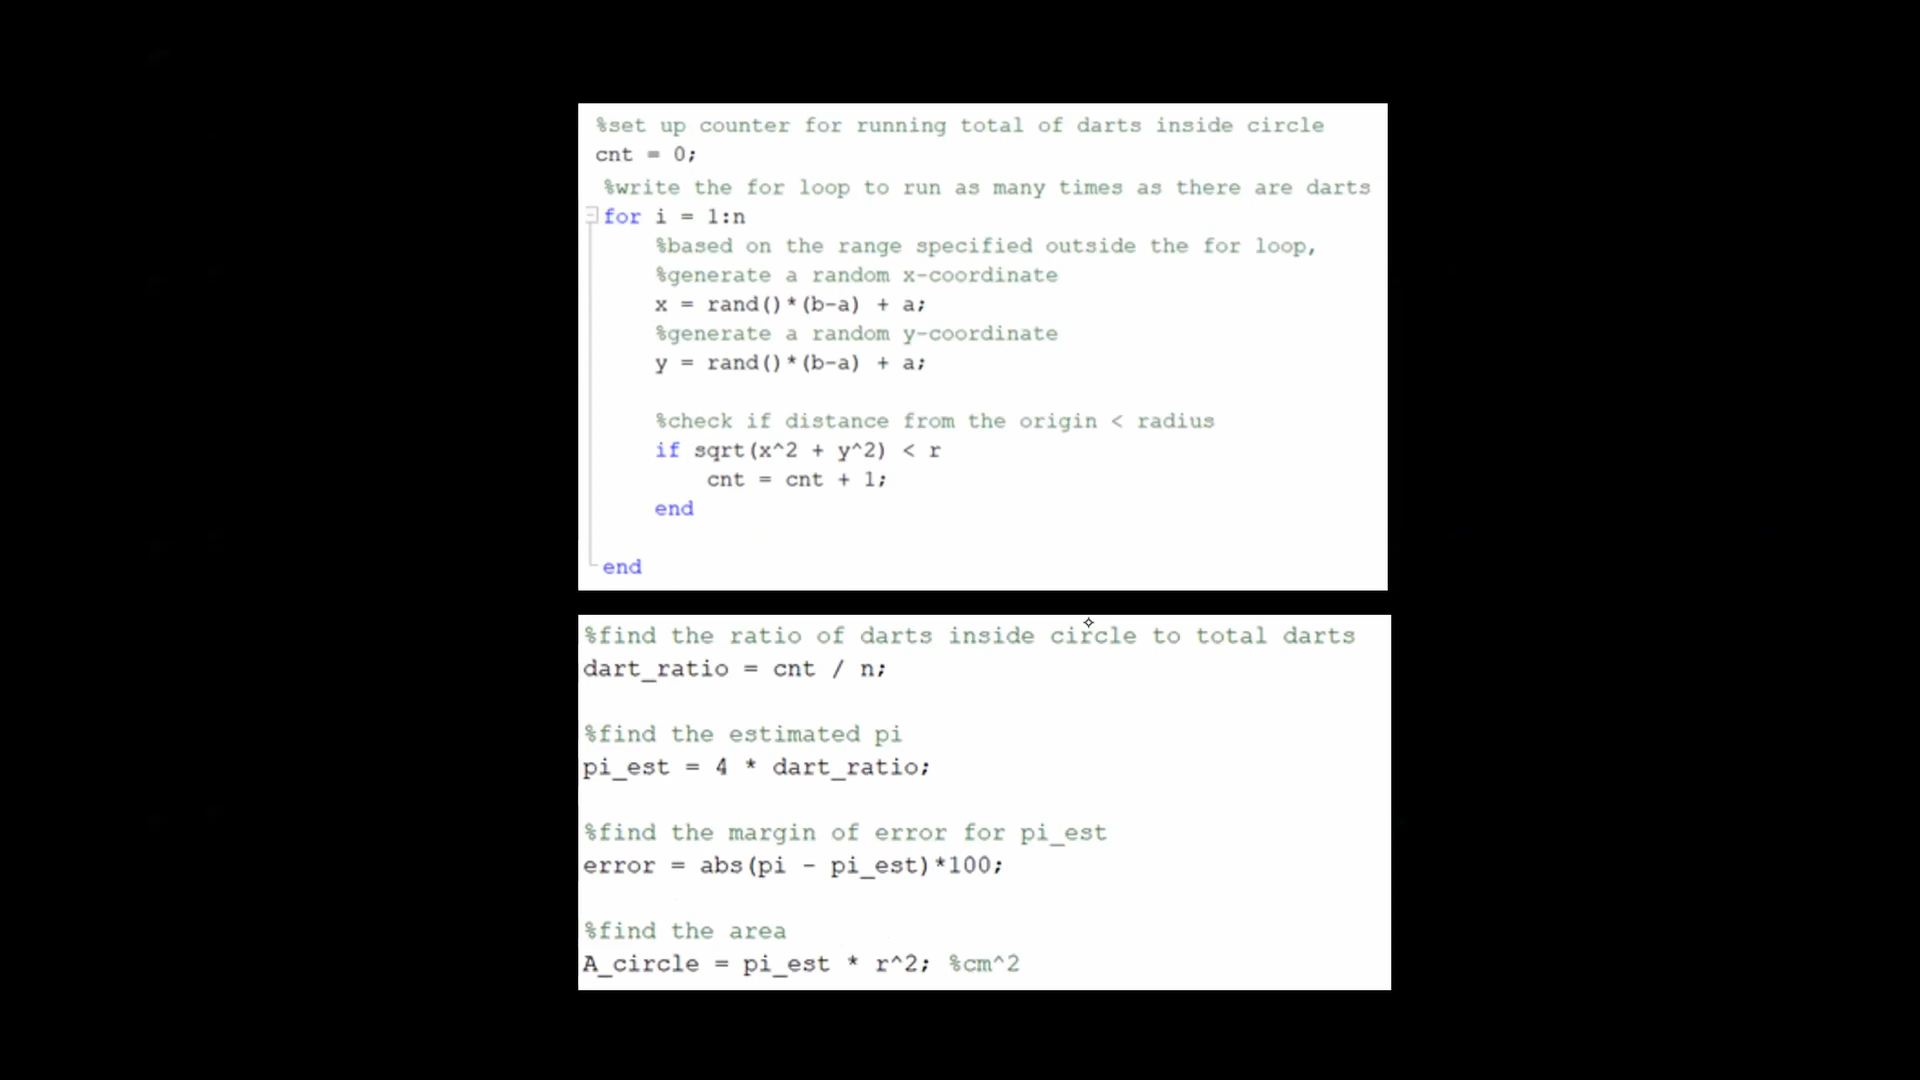 %set up counter for running total of darts inside circle
cnt = 0;
%write the for loop to run as many times as there are darts
for i = 1:n
%based on the range specified outside the for loop,
%generate a random x-coordinate
x = rand()*(b-a) + a;
%generate a random y-coordinate
y = rand()*(b-a) + a;
%check if distance from the origin < radius
if sqrt(x^2 + y^2) < r
cnt = cnt + 1;
end
end
%find the ratio of darts inside circle to total darts
dart_ratio = cnt / n;
%find the estimated pi
pi_est = 4 * dart_ratio;
%find the margin of error for pi_est
error = abs(pi - pi_est)*100;
%find the area
A_circle = pi_est * r^2; %cm^2